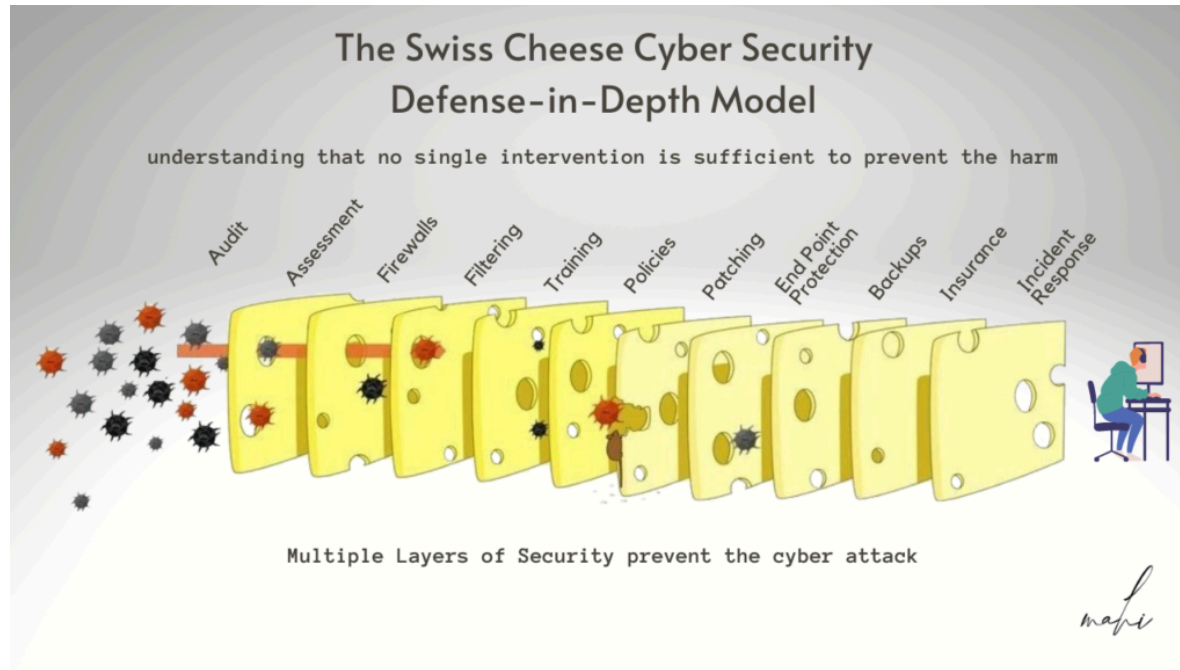 The Swiss Cheese Cyber Security
Defense-in-Depth Model
understanding that no single intervention is sufficient to prevent the harm
Audit
Assessment
Firewalls
Filtering
Training
Policies
Patching
End Point
Protection
Backups
Insurance
Incident
Response
Multiple Layers of Security prevent the cyber attack
mahi